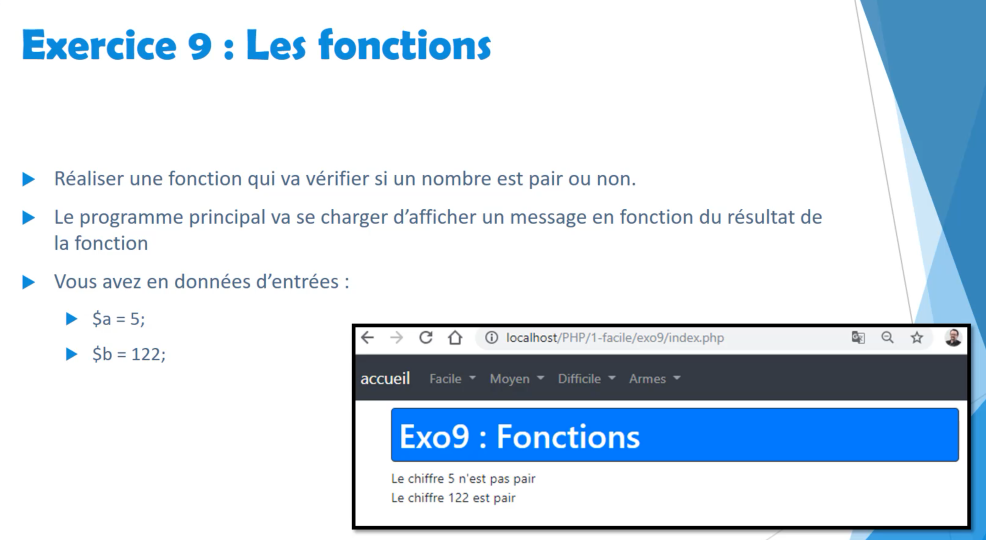 Exercice 9 : Les fonctions
Réaliser une fonction qui va vérifier si un nombre est pair ou non.
Le programme principal va se charger d'afficher un message en fonction du résultat de
la fonction
Vous avez en données d'entrées :
$a = 5;
$b = 122;
localhost/PHP/1-facile/exo9/index.php
accueil Facile Moyen Difficile Armes
Exo9 : Fonctions
Le chiffre 5 n'est pas pair
Le chiffre 122 est pair